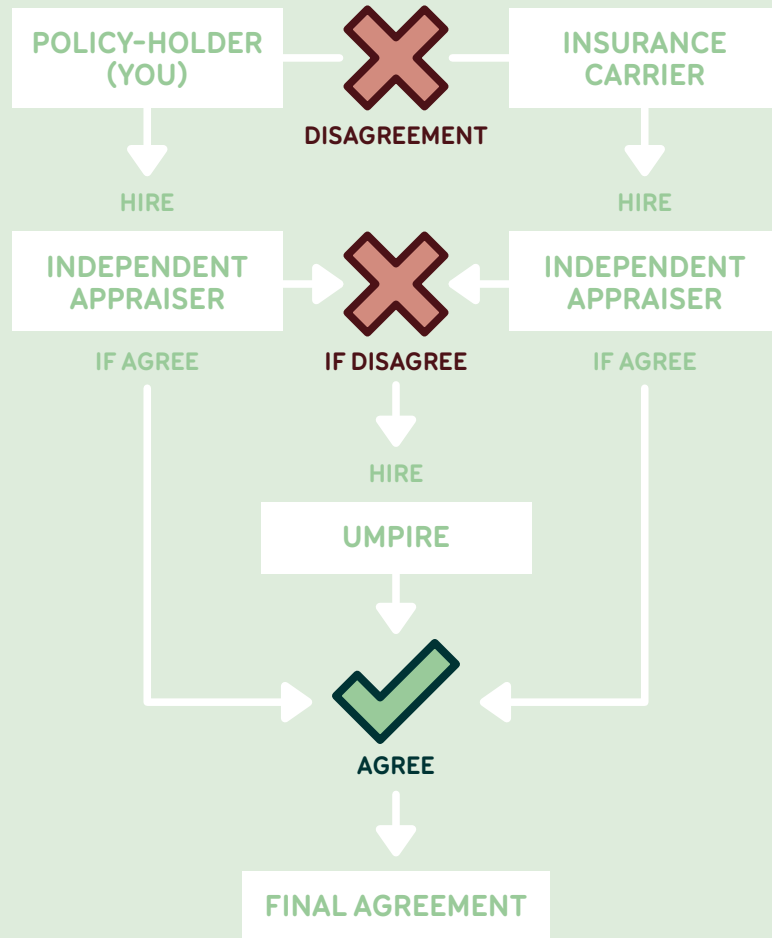 POLICY-HOLDER
(YOU)
INSURANCE
CARRIER
DISAGREEMENT
HIRE
HIRE
INDEPENDENT
APPRAISER
INDEPENDENT
APPRAISER
IF AGREE
IF DISAGREE
IF AGREE
HIRE
UMPIRE
AGREE
FINAL AGREEMENT